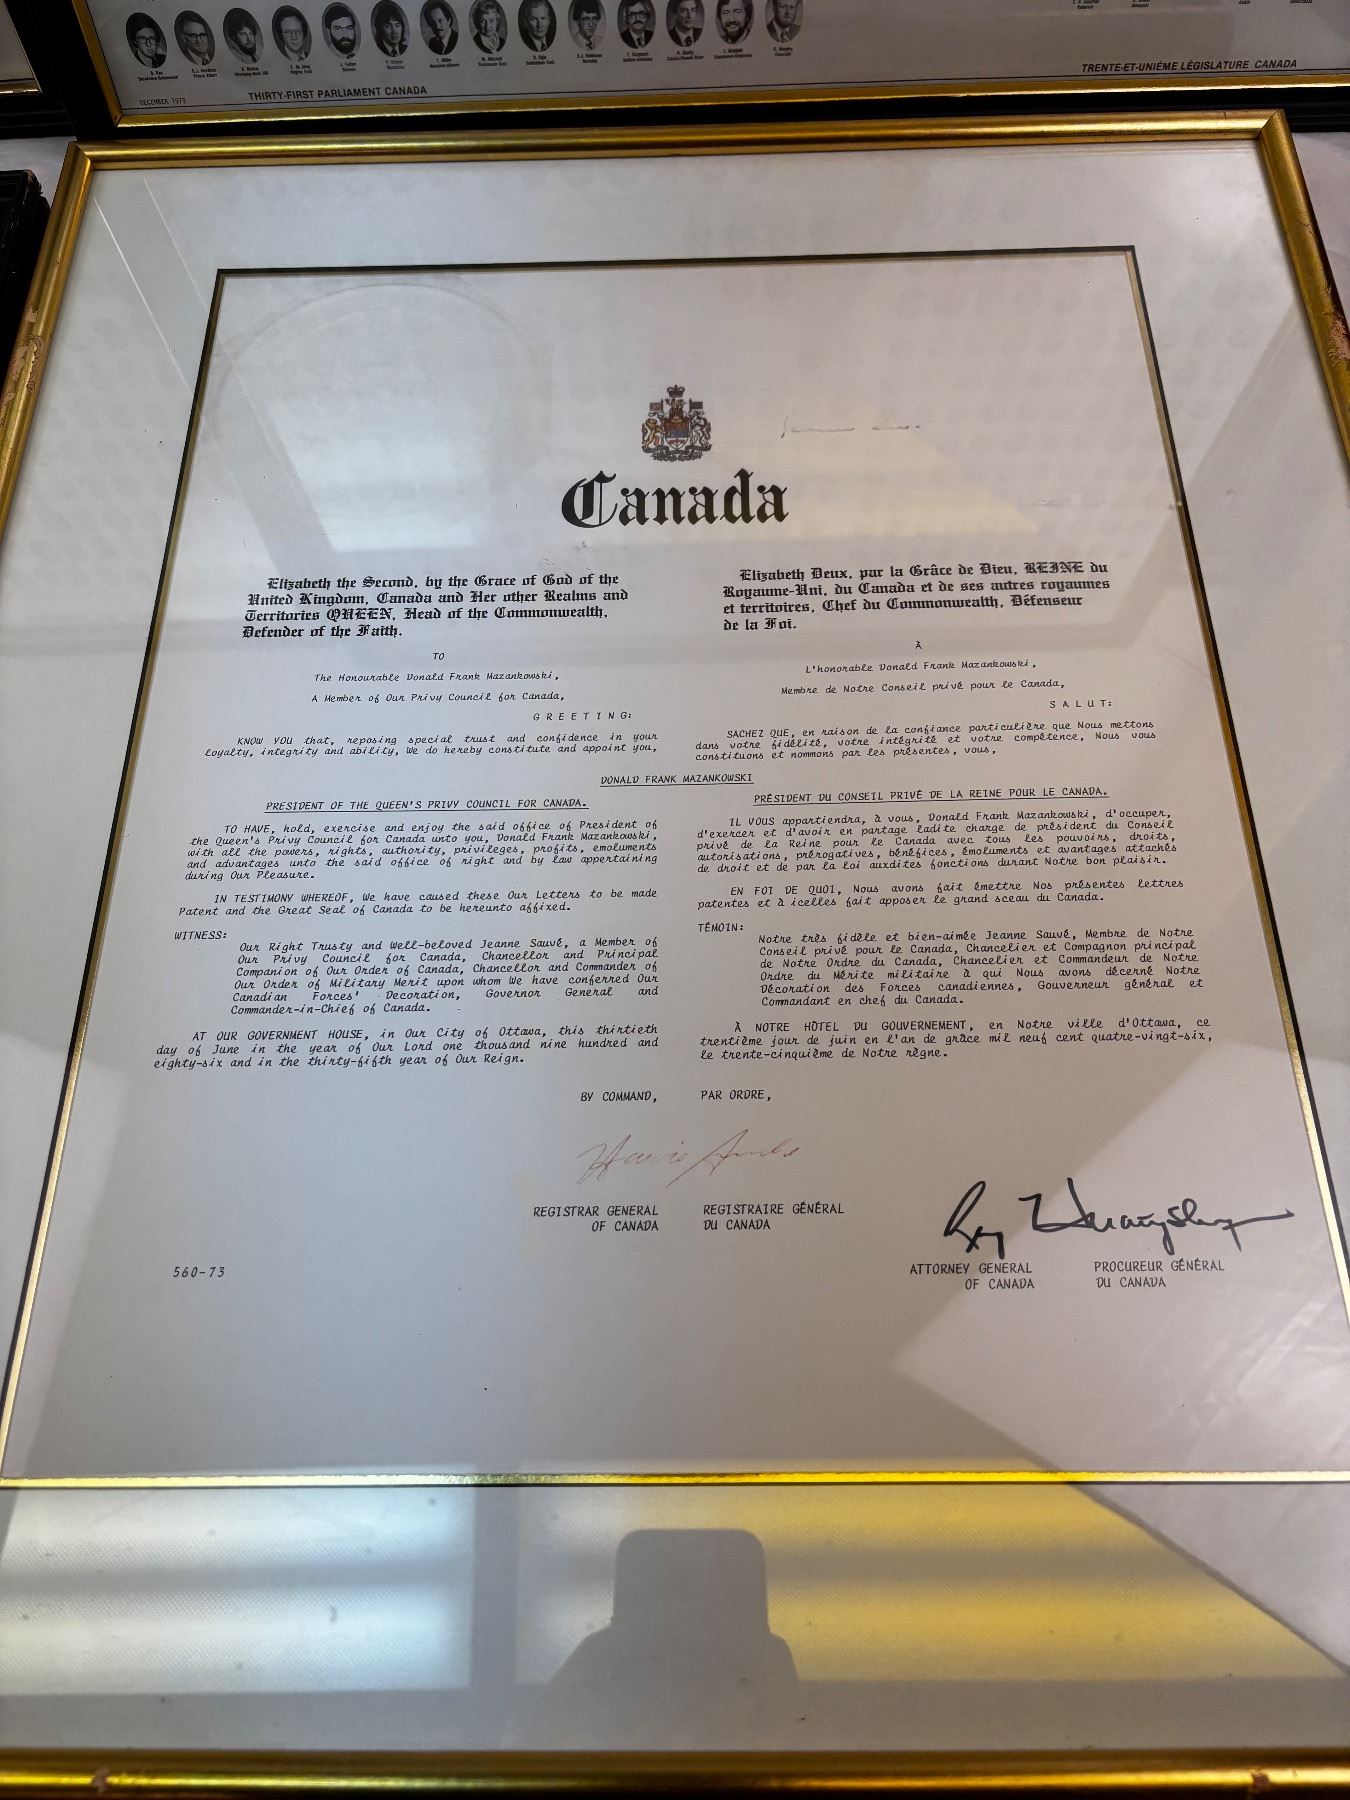 DECEMBER 1979
THIRTY-FIRST PARLIAMENT CANADA
TRENTE-ET-UNIÈME LÉGISLATURE CANADA
Canada
Elizabeth the Second, by the Grace of God of the
United Kingdom, Canada and Her other Realms and
Territories QUEEN, Head of the Commonwealth,
Defender of the Faith.
TO
The Honourable Donald Frank Mazankowski,
A Member of Our Privy Council for Canada,
GREETING:
KNOW YOU that, reposing special trust and confidence in your
loyalty, integrity and ability, We do hereby constitute and appoint you,
Elizabeth Deux, par la Grâce de Dieu, REINE du
Royaume-Uni, du Canada et de ses autres royaumes
et territoires, Chef du Commonwealth, Défenseur
de la Foi.
À
L'honorable Donald Frank Mazankowski,
Membre de Notre Conseil privé pour le Canada,
SALUT:
SACHEZ QUE, en raison de la confiance particulière que Nous mettons
dans votre fidélité, votre intégrité et votre compétence, Nous vous
constituons et nommons par les présentes, vous,
DONALD FRANK MAZANKOWSKI
PRESIDENT OF THE QUEEN'S PRIVY COUNCIL FOR CANADA.
TO HAVE, hold, exercise and enjoy the said office of President of
the Queen's Privy Council for Canada unto you, Donald Frank Mazankowski,
with all the powers, rights, authority, privileges, profits, emoluments
and advantages unto the said office of right and by law appertaining
during Our Pleasure.
IN TESTIMONY WHEREOF, We have caused these Our Letters to be made
Patent and the Great Seal of Canada to be hereunto affixed.
WITNESS:
Our Right Trusty and Well-beloved Jeanne Sauvé, a Member of
Our Privy Council for Canada, Chancellor and Principal
Companion of Our Order of Canada, Chancellor and Commander of
Our Order of Military Merit upon whom We have conferred Our
Canadian Forces' Decoration, Governor General and
Commander-in-Chief of Canada.
AT OUR GOVERNMENT HOUSE, in Our City of Ottawa, this thirtieth
day of June in the year of Our Lord one thousand nine hundred and
eighty-six and in the thirty-fifth year of Our Reign.
BY COMMAND,
PRÉSIDENT DU CONSEIL PRIVÉ DE LA REINE POUR LE CANADA.
IL VOUS appartiendra, à vous, Donald Frank Mazankowski, d'occuper,
d'exercer et d'avoir en partage ladite charge de président du Conseil
privé de la Reine pour le Canada avec tous les pouvoirs, droits,
autorisations, prérogatives, bénéfices, émoluments et avantages attachés
de droit et de par la loi auxdites fonctions durant Notre bon plaisir.
EN FOI DE QUOI, Nous avons fait émettre Nos présentes lettres
patentes et à icelles fait apposer le grand sceau du Canada.
TÉMOIN:
Notre très fidèle et bien-aimée Jeanne Sauvé, Membre de Notre
Conseil privé pour le Canada, Chancelier et Compagnon principal
de Notre Ordre du Canada, Chancelier et Commandeur de Notre
Ordre du Mérite militaire à qui Nous avons décerné Notre
Décoration des Forces canadiennes, Gouverneur général et
Commandant en chef du Canada.
À NOTRE HÔTEL DU GOUVERNEMENT, en Notre ville d'Ottawa, ce
trentième jour de juin en l'an de grâce mil neuf cent quatre-vingt-six,
le trente-cinquième de Notre règne.
PAR ORDRE,
REGISTRAR GENERAL
OF CANADA
REGISTRAIRE GÉNÉRAL
DU CANADA
ATTORNEY GENERAL
OF CANADA
PROCUREUR GÉNÉRAL
DU CANADA
560-73